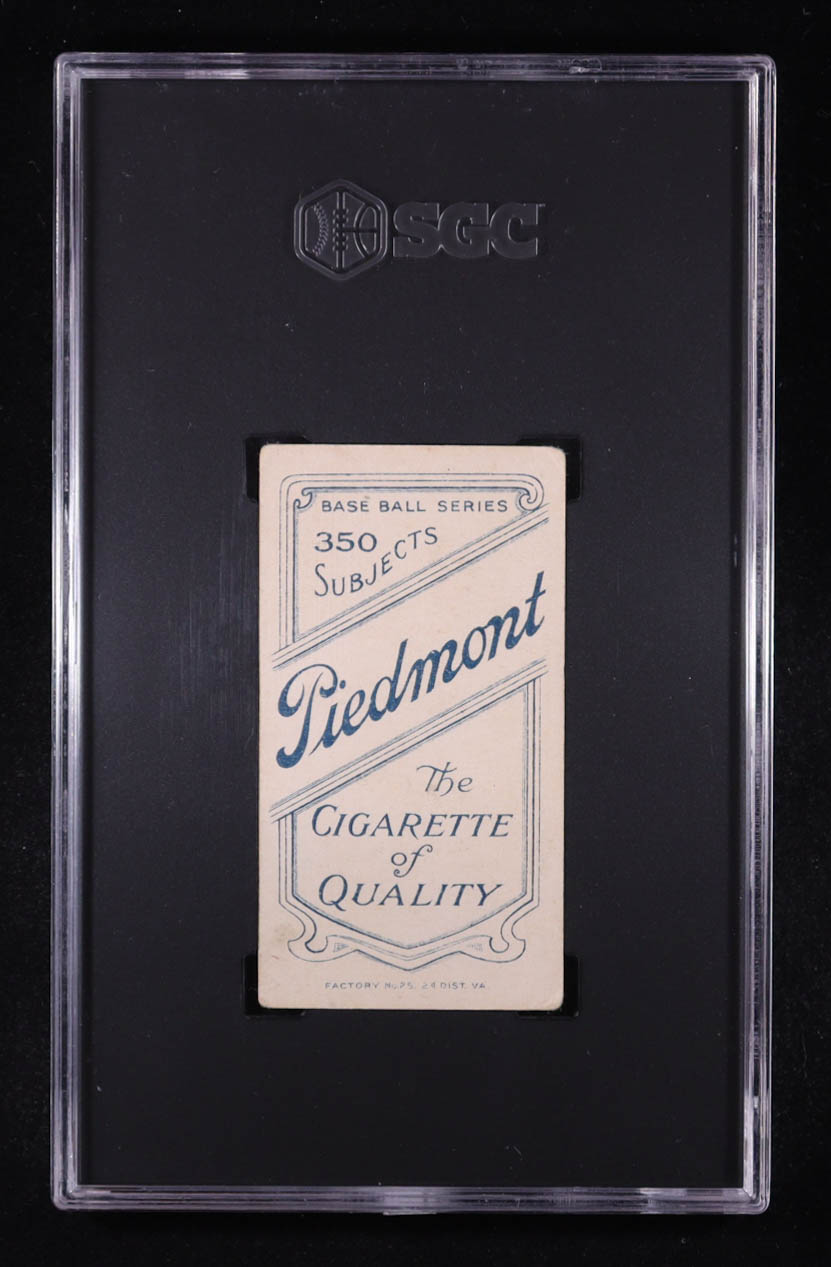 SGC
BASE BALL SERIES
350
SUBJECTS
Piedmont
The
CIGARETTE
of
QUALITY
FACTORY No. 25, 2d DIST. VA.